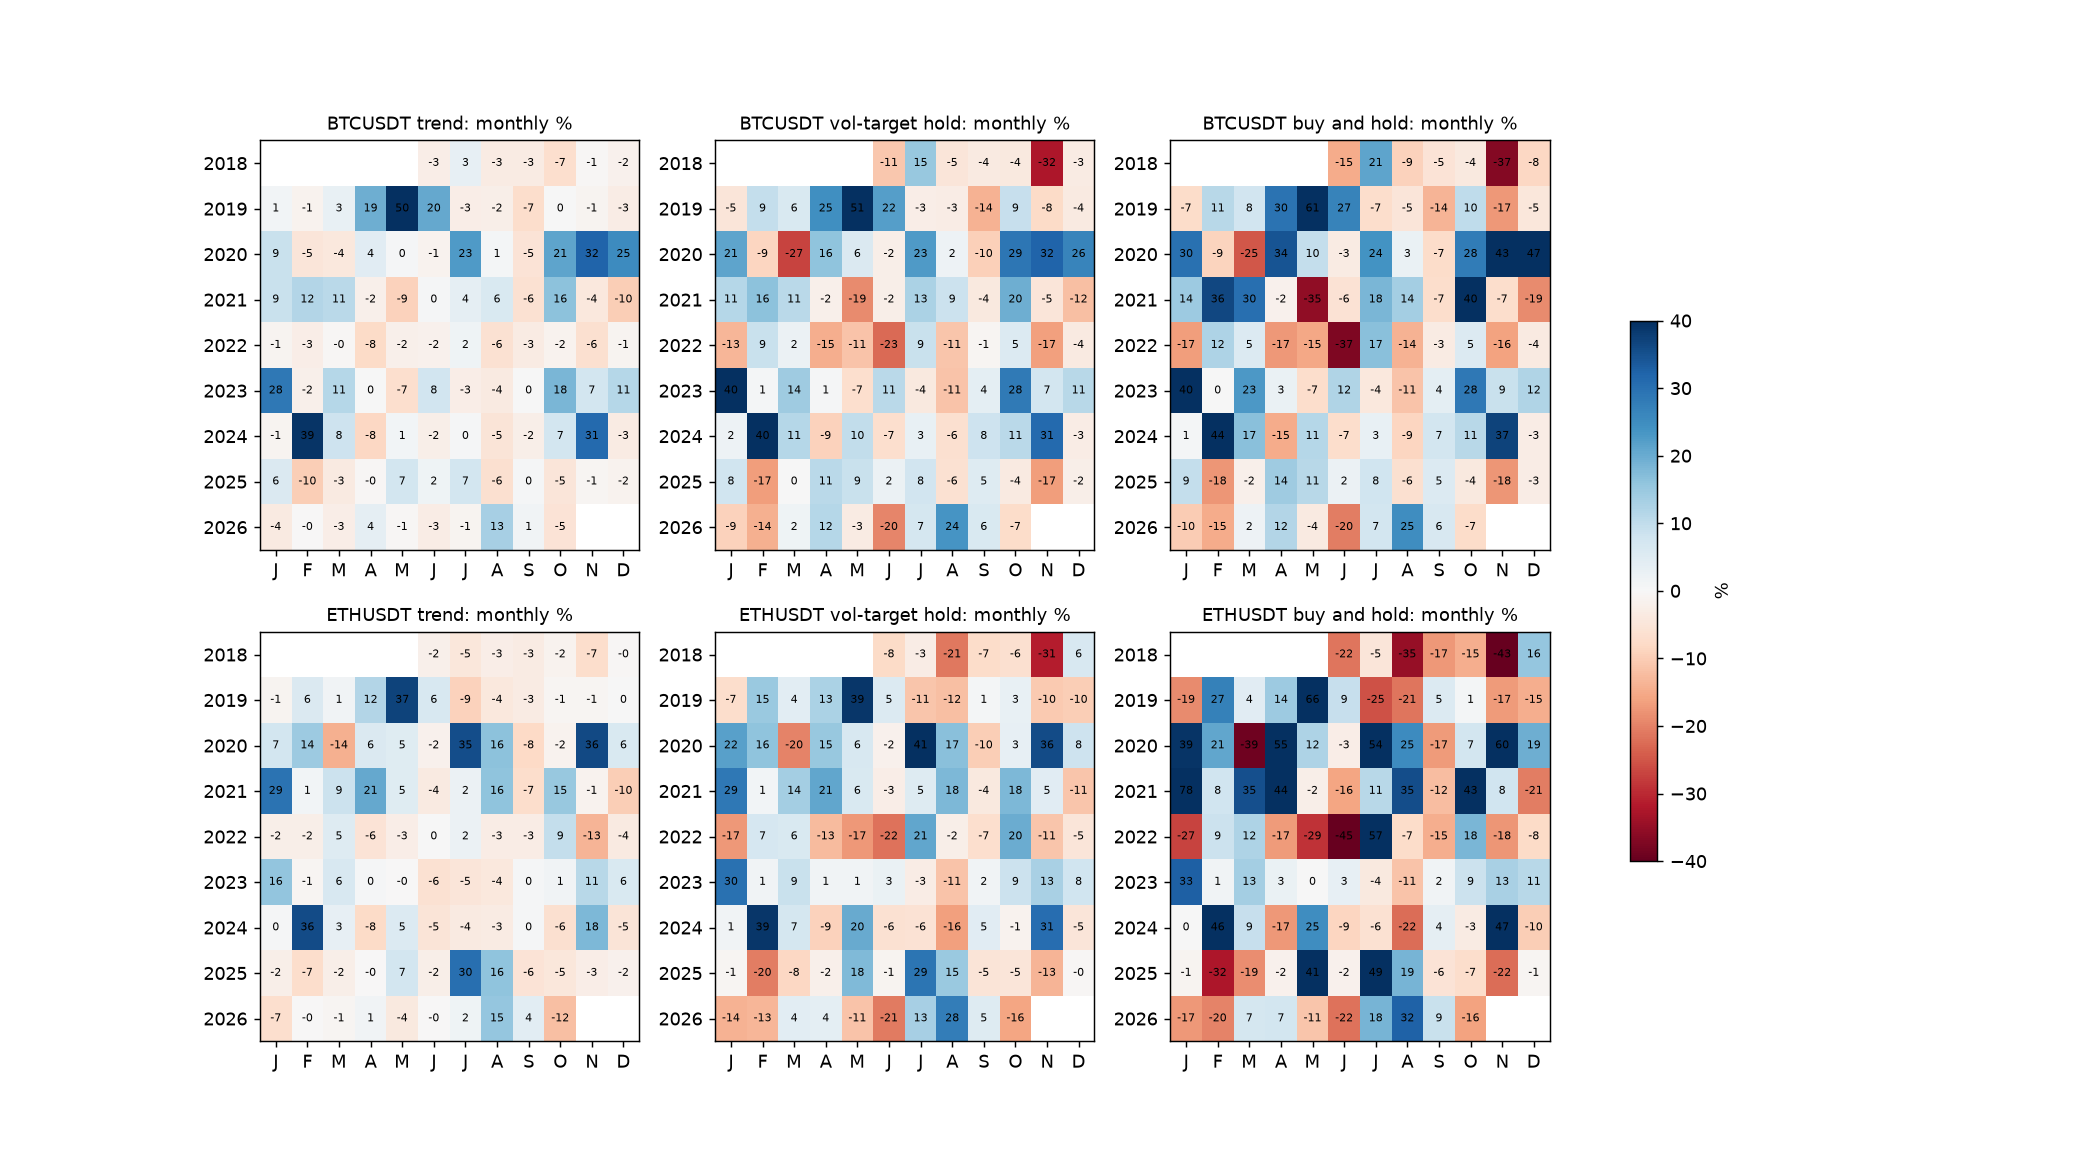 BTCUSDT trend: monthly %
2018 -3 3 -3 -3 -7 -1 -2
2019 1 -1 3 19 50 20 -3 -2 -7 0 -1 -3
2020 9 -5 -4 4 0 -1 23 1 -5 21 32 25
2021 9 12 11 -2 -9 0 4 6 -6 16 -4 -10
2022 -1 -3 -0 -8 -2 -2 2 -6 -3 -2 -6 -1
2023 28 -2 11 0 -7 8 -3 -4 0 18 7 11
2024 -1 39 8 -8 1 -2 0 -5 -2 7 31 -3
2025 6 -10 -3 -0 7 2 7 -6 0 -5 -1 -2
2026 -4 -0 -3 4 -1 -3 -1 13 1 -5
J F M A M J J A S O N D
BTCUSDT vol-target hold: monthly %
2018 -11 15 -5 -4 -4 -32 -3
2019 -5 9 6 25 51 22 -3 -3 -14 9 -8 -4
2020 21 -9 -27 16 6 -2 23 2 -10 29 32 26
2021 11 16 11 -2 -19 -2 13 9 -4 20 -5 -12
2022 -13 9 2 -15 -11 -23 9 -11 -1 5 -17 -4
2023 40 1 14 1 -7 11 -4 -11 4 28 7 11
2024 2 40 11 -9 10 -7 3 -6 8 11 31 -3
2025 8 -17 0 11 9 2 8 -6 5 -4 -17 -2
2026 -9 -14 2 12 -3 -20 7 24 6 -7
J F M A M J J A S O N D
BTCUSDT buy and hold: monthly %
2018 -15 21 -9 -5 -4 -37 -8
2019 -7 11 8 30 61 27 -7 -5 -14 10 -17 -5
2020 30 -9 -25 34 10 -3 24 3 -7 28 43 47
2021 14 36 30 -2 -35 -6 18 14 -7 40 -7 -19
2022 -17 12 5 -17 -15 -37 17 -14 -3 5 -16 -4
2023 40 0 23 3 -7 12 -4 -11 4 28 9 12
2024 1 44 17 -15 11 -7 3 -9 7 11 37 -3
2025 9 -18 -2 14 11 2 8 -6 5 -4 -18 -3
2026 -10 -15 2 12 -4 -20 7 25 6 -7
J F M A M J J A S O N D
ETHUSDT trend: monthly %
2018 -2 -5 -3 -3 -2 -7 -0
2019 -1 6 1 12 37 6 -9 -4 -3 -1 -1 0
2020 7 14 -14 6 5 -2 35 16 -8 -2 36 6
2021 29 1 9 21 5 -4 2 16 -7 15 -1 -10
2022 -2 -2 5 -6 -3 0 2 -3 -3 9 -13 -4
2023 16 -1 6 0 -0 -6 -5 -4 0 1 11 6
2024 0 36 3 -8 5 -5 -4 -3 0 -6 18 -5
2025 -2 -7 -2 -0 7 -2 30 16 -6 -5 -3 -2
2026 -7 -0 -1 1 -4 -0 2 15 4 -12
J F M A M J J A S O N D
ETHUSDT vol-target hold: monthly %
2018 -8 -3 -21 -7 -6 -31 6
2019 -7 15 4 13 39 5 -11 -12 1 3 -10 -10
2020 22 16 -20 15 6 -2 41 17 -10 3 36 8
2021 29 1 14 21 6 -3 5 18 -4 18 5 -11
2022 -17 7 6 -13 -17 -22 21 -2 -7 20 -11 -5
2023 30 1 9 1 1 3 -3 -11 2 9 13 8
2024 1 39 7 -9 20 -6 -6 -16 5 -1 31 -5
2025 -1 -20 -8 -2 18 -1 29 15 -5 -5 -13 -0
2026 -14 -13 4 4 -11 -21 13 28 5 -16
J F M A M J J A S O N D
ETHUSDT buy and hold: monthly %
2018 -22 -5 -35 -17 -15 -43 16
2019 -19 27 4 14 66 9 -25 -21 5 1 -17 -15
2020 39 21 -39 55 12 -3 54 25 -17 7 60 19
2021 78 8 35 44 -2 -16 11 35 -12 43 8 -21
2022 -27 9 12 -17 -29 -45 57 -7 -15 18 -18 -8
2023 33 1 13 3 0 3 -4 -11 2 9 13 11
2024 0 46 9 -17 25 -9 -6 -22 4 -3 47 -10
2025 -1 -32 -19 -2 41 -2 49 19 -6 -7 -22 -1
2026 -17 -20 7 7 -11 -22 18 32 9 -16
J F M A M J J A S O N D
40
30
20
10
0
−10
−20
−30
−40
%